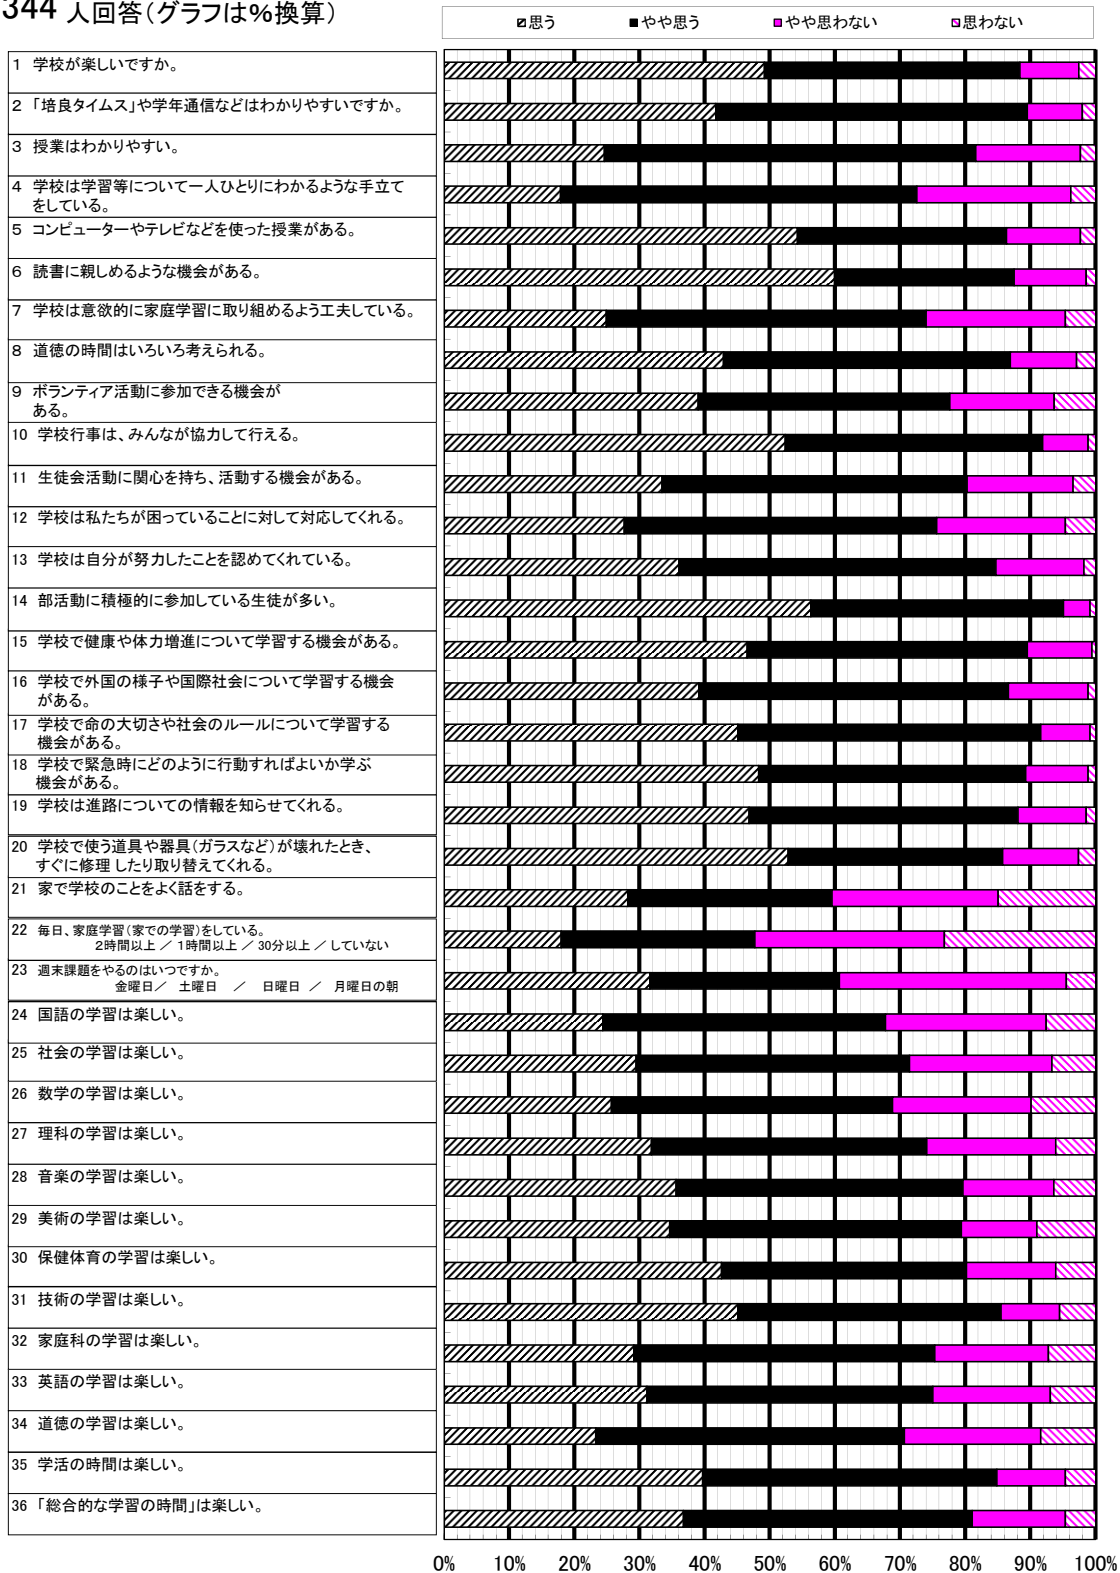 344 人回答(グラフは%換算)
思う やや思う やや思わない 思わない
1 学校が楽しいですか。
2 「培良タイムス」や学年通信などはわかりやすいですか。
3 授業はわかりやすい。
4 学校は学習等について一人ひとりにわかるような手立て
をしている。
5 コンピューターやテレビなどを使った授業がある。
6 読書に親しめるような機会がある。
7 学校は意欲的に家庭学習に取り組めるよう工夫している。
8 道徳の時間はいろいろ考えられる。
9 ボランティア活動に参加できる機会が
ある。
10 学校行事は、みんなが協力して行える。
11 生徒会活動に関心を持ち、活動する機会がある。
12 学校は私たちが困っていることに対して対応してくれる。
13 学校は自分が努力したことを認めてくれている。
14 部活動に積極的に参加している生徒が多い。
15 学校で健康や体力増進について学習する機会がある。
16 学校で外国の様子や国際社会について学習する機会
がある。
17 学校で命の大切さや社会のルールについて学習する
機会がある。
18 学校で緊急時にどのように行動すればよいか学ぶ
機会がある。
19 学校は進路についての情報を知らせてくれる。
20 学校で使う道具や器具(ガラスなど)が壊れたとき、
すぐに修理 したり取り替えてくれる。
21 家で学校のことをよく話をする。
22 毎日、家庭学習(家での学習)をしている。
2時間以上 / 1時間以上 / 30分以上 / していない
23 週末課題をやるのはいつですか。
金曜日/ 土曜日 / 日曜日 / 月曜日の朝
24 国語の学習は楽しい。
25 社会の学習は楽しい。
26 数学の学習は楽しい。
27 理科の学習は楽しい。
28 音楽の学習は楽しい。
29 美術の学習は楽しい。
30 保健体育の学習は楽しい。
31 技術の学習は楽しい。
32 家庭科の学習は楽しい。
33 英語の学習は楽しい。
34 道徳の学習は楽しい。
35 学活の時間は楽しい。
36 「総合的な学習の時間」は楽しい。
0% 10% 20% 30% 40% 50% 60% 70% 80% 90% 100%